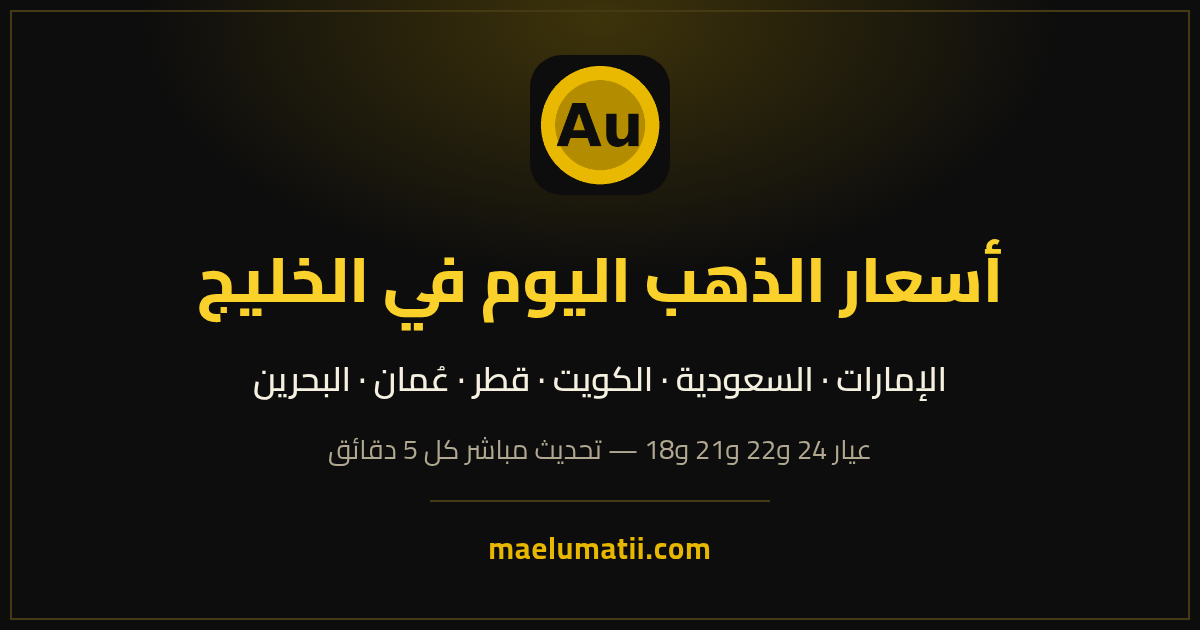 Au
أسعار الذهب اليوم في الخليج
الإمارات · السعودية · الكويت · قطر · عُمان · البحرين
عيار 24 و22 و21 و18 — تحديث مباشر كل 5 دقائق
maelumatii.com